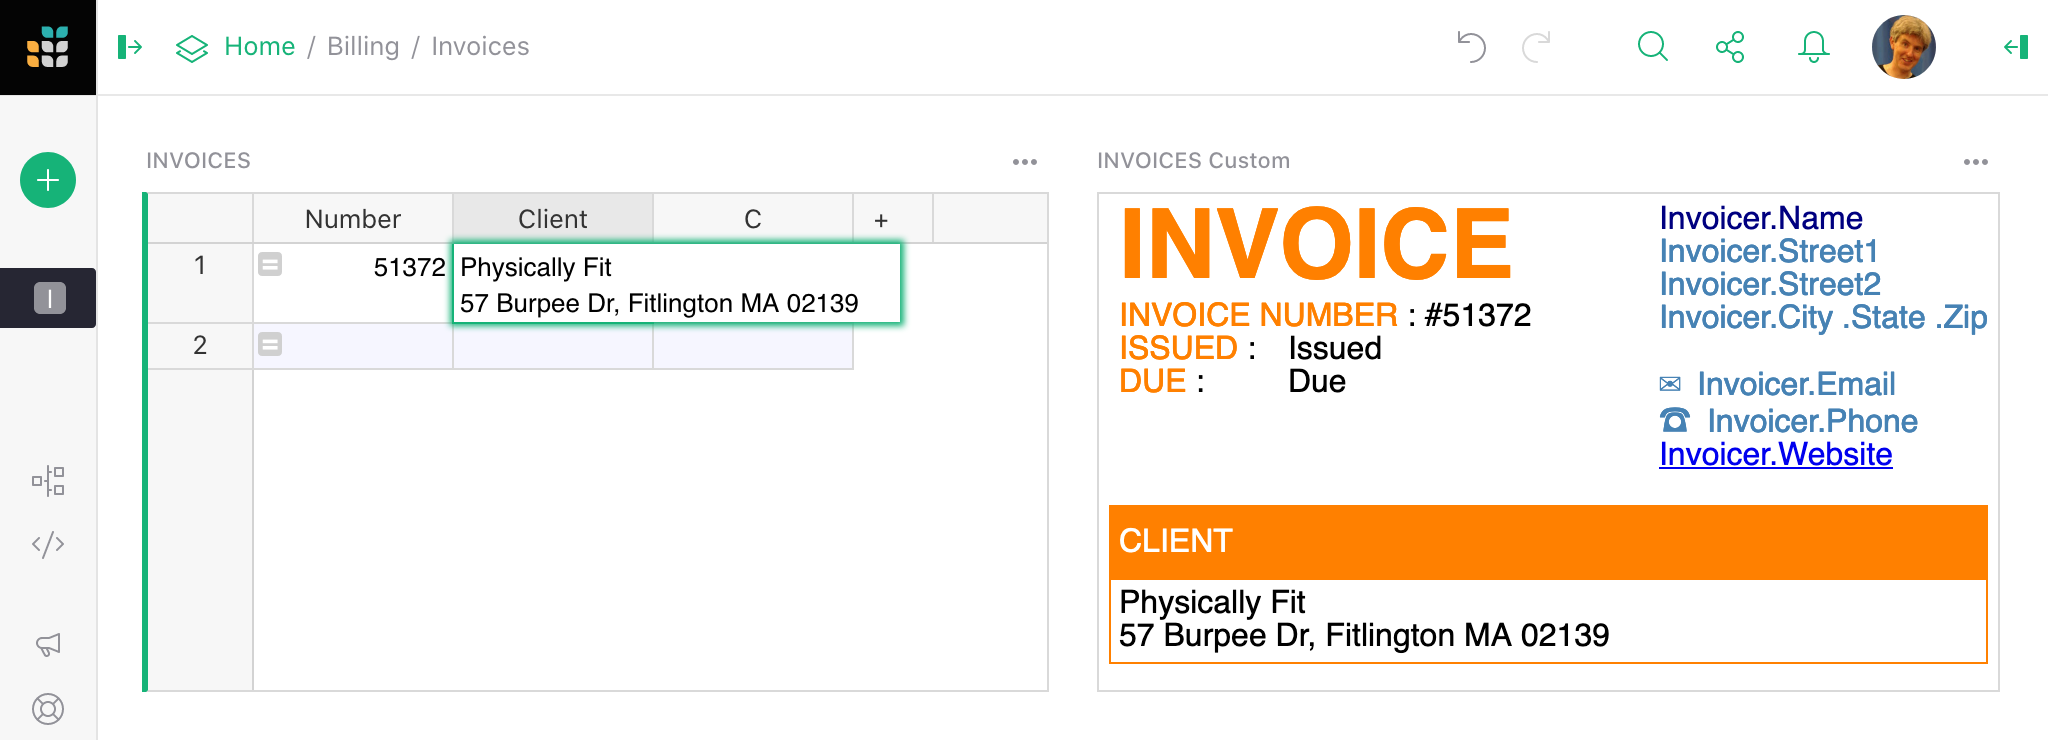 Home / Billing / Invoices
INVOICES
Number Client C +
1 51372 Physically Fit
57 Burpee Dr, Fitlington MA 02139
2
I
INVOICES Custom
INVOICE
INVOICE NUMBER : #51372
ISSUED : Issued
DUE : Due
Invoicer.Name
Invoicer.Street1
Invoicer.Street2
Invoicer.City .State .Zip
✉ Invoicer.Email
☎ Invoicer.Phone
Invoicer.Website
CLIENT
Physically Fit
57 Burpee Dr, Fitlington MA 02139